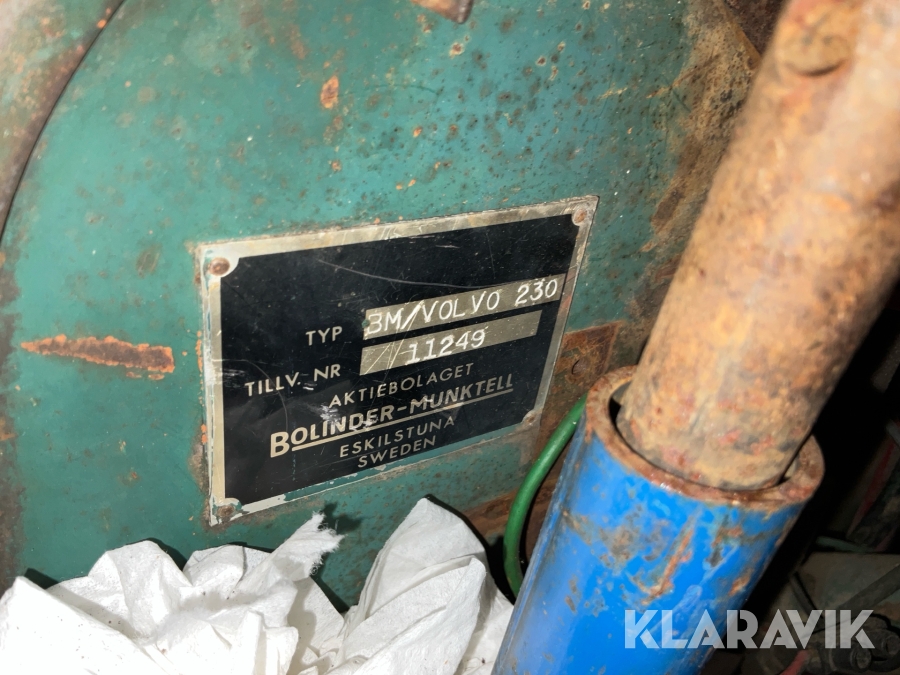 TYP BM/VOLVO 230
TILLV. NR 11249
AKTIEBOLAGET
BOLINDER-MUNKTELL
ESKILSTUNA
SWEDEN
KLARAVIK